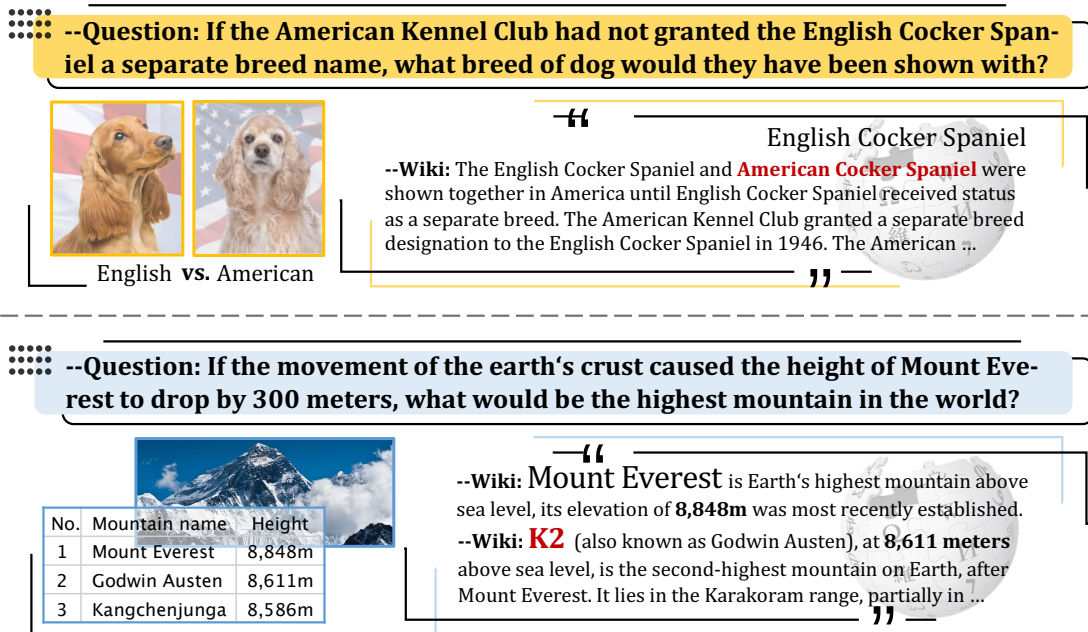 --Question: If the American Kennel Club had not granted the English Cocker Span-
iel a separate breed name, what breed of dog would they have been shown with?
“
English Cocker Spaniel
--Wiki: The English Cocker Spaniel and American Cocker Spaniel were
shown together in America until English Cocker Spaniel received status
as a separate breed. The American Kennel Club granted a separate breed
designation to the English Cocker Spaniel in 1946. The American ...
”
English vs. American
--Question: If the movement of the earth‘s crust caused the height of Mount Eve-
rest to drop by 300 meters, what would be the highest mountain in the world?
No. Mountain name Height
1 Mount Everest 8,848m
2 Godwin Austen 8,611m
3 Kangchenjunga 8,586m
“
--Wiki: Mount Everest is Earth‘s highest mountain above
sea level, its elevation of 8,848m was most recently established.
--Wiki: K2 (also known as Godwin Austen), at 8,611 meters
above sea level, is the second-highest mountain on Earth, after
Mount Everest. It lies in the Karakoram range, partially in ...
”